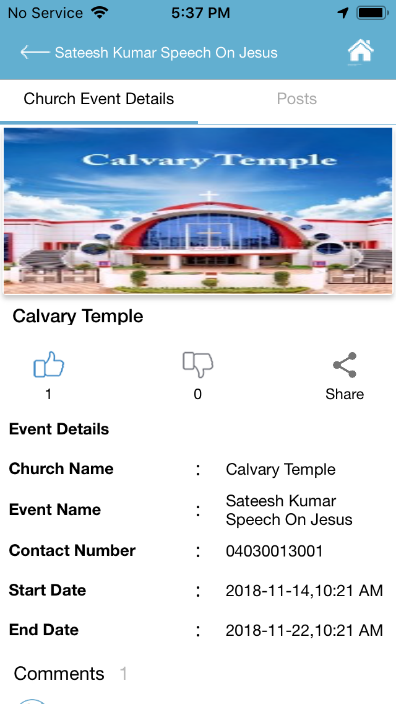 No Service 5:37 PM
Sateesh Kumar Speech On Jesus
Church Event Details Posts
Calvary Temple
Calvary Temple
1 0 Share
Event Details
Church Name : Calvary Temple
Event Name : Sateesh Kumar
Speech On Jesus
Contact Number : 04030013001
Start Date : 2018-11-14,10:21 AM
End Date : 2018-11-22,10:21 AM
Comments 1